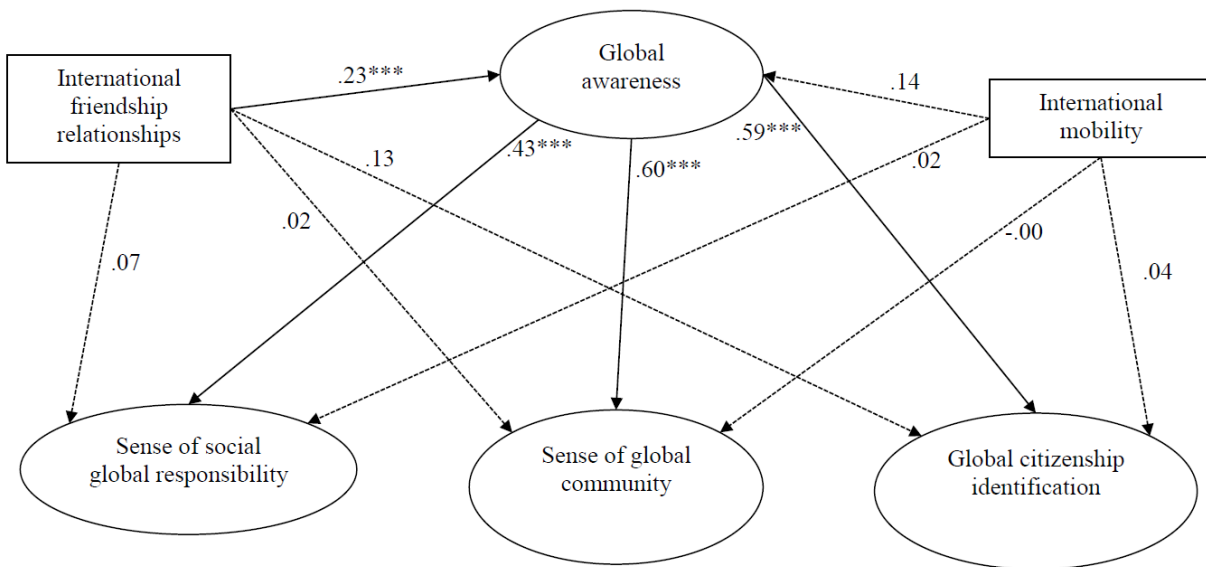 Global
awareness
International
friendship
relationships
International
mobility
.23***
.14
.43***
.13
.60***
.59***
.02
.02
-.00
.07
.04
Sense of social
global responsibility
Sense of global
community
Global citizenship
identification